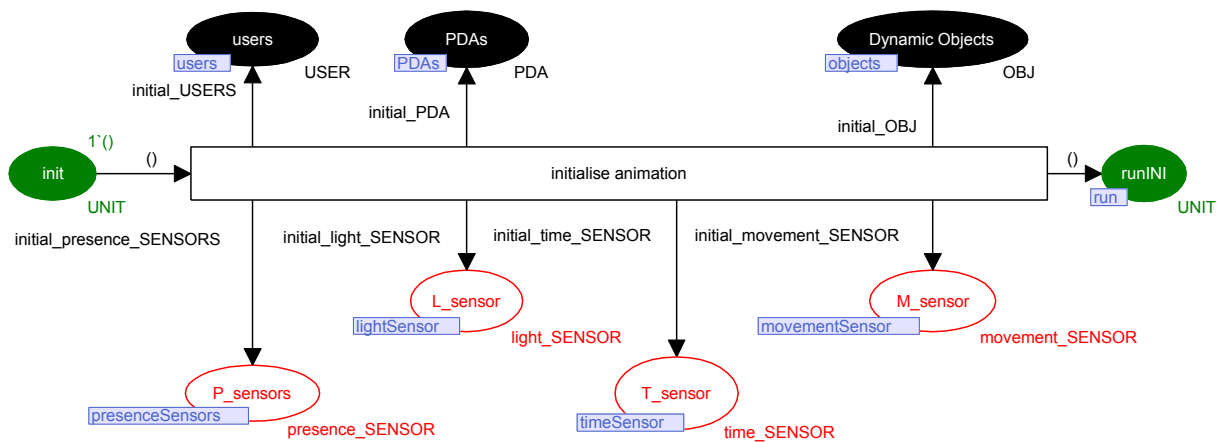 users
PDAs
Dynamic Objects
users
PDAs
objects
USER
PDA
OBJ
initial_USERS
initial_PDA
initial_OBJ
1`()
()
()
init
initialise animation
runINI
run
UNIT
UNIT
initial_presence_SENSORS
initial_light_SENSOR
initial_time_SENSOR
initial_movement_SENSOR
L_sensor
M_sensor
lightSensor
movementSensor
light_SENSOR
movement_SENSOR
P_sensors
T_sensor
presenceSensors
timeSensor
presence_SENSOR
time_SENSOR